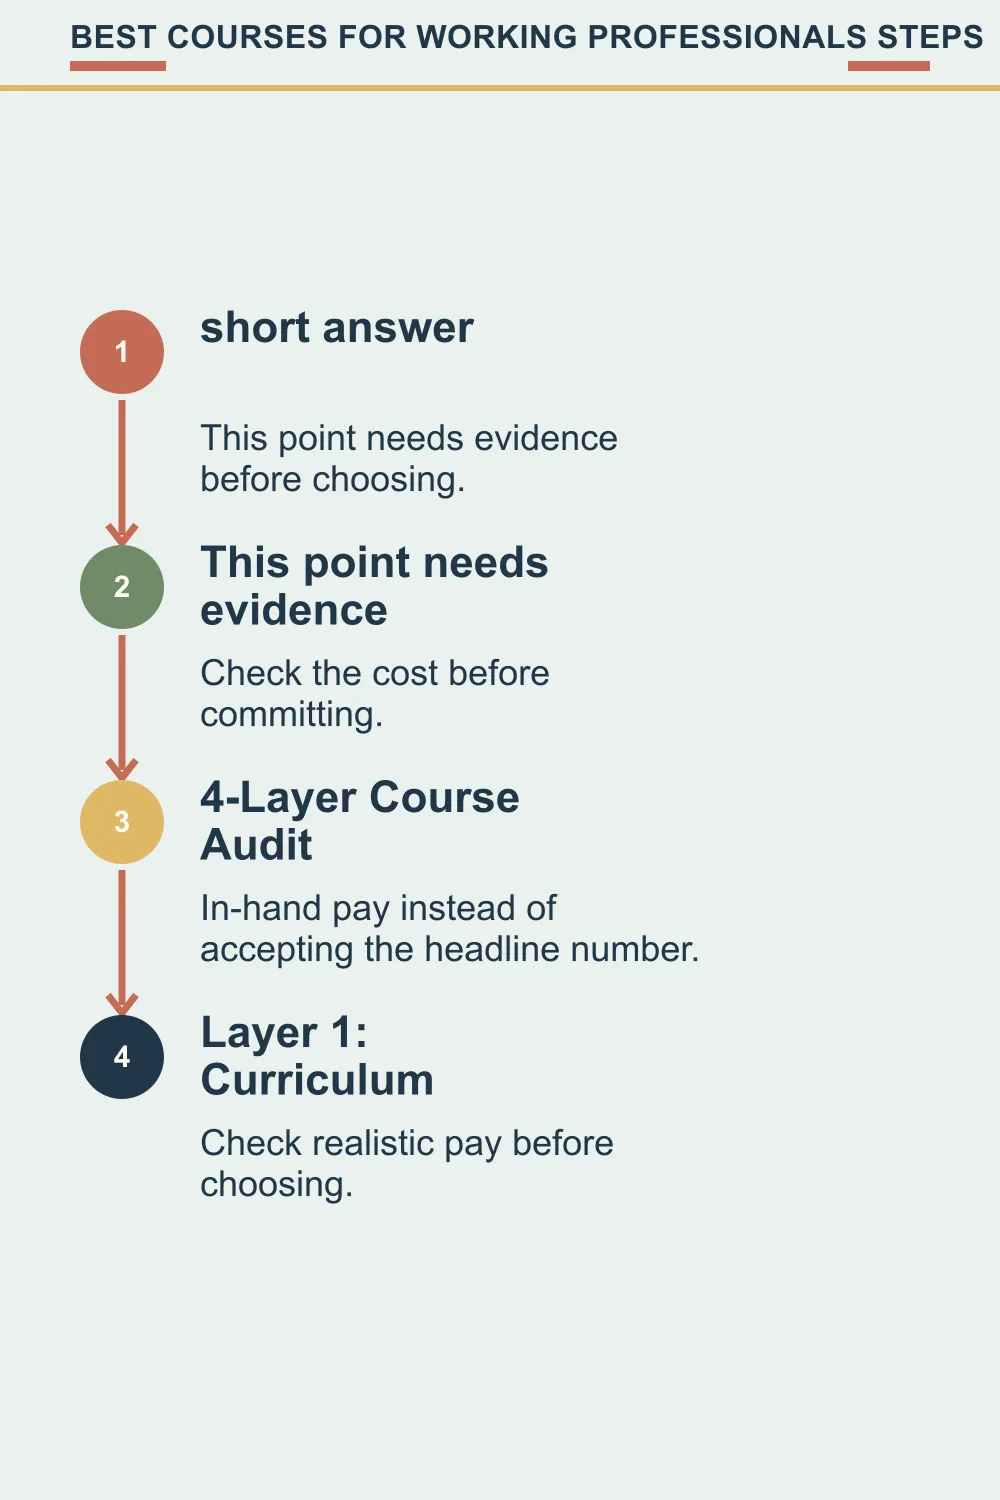 BEST COURSES FOR WORKING PROFESSIONALS STEPS
1
short answer
This point needs evidence
before choosing.
2
This point needs
evidence
Check the cost before
committing.
3
4-Layer Course
Audit
In-hand pay instead of
accepting the headline number.
4
Layer 1:
Curriculum
Check realistic pay before
choosing.